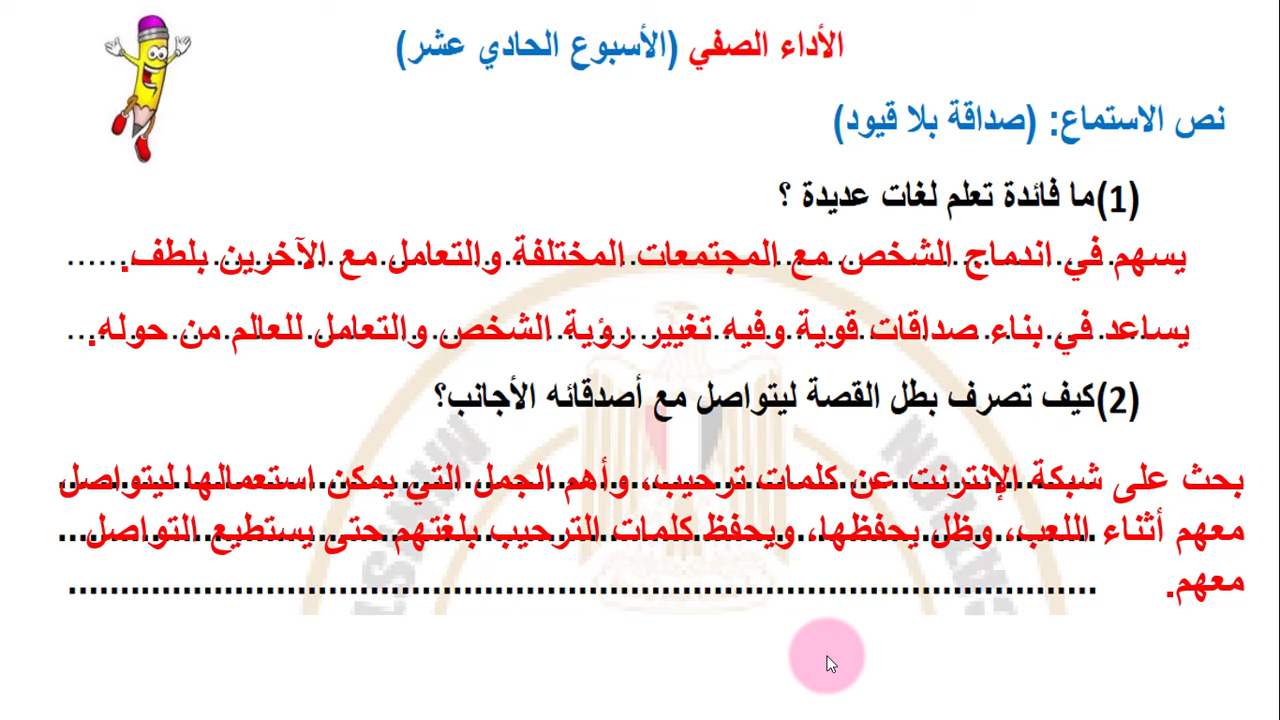 الأداء الصفي (الأسبوع الحادي عشر)
نص الاستماع: (صداقة بلا قيود)
(1)ما فائدة تعلم لغات عديدة ؟
يسهم في اندماج الشخص مع المجتمعات المختلفة والتعامل مع الآخرين بلطف.
يساعد في بناء صداقات قوية وفيه تغيير رؤية الشخص والتعامل للعالم من حوله.
(2)كيف تصرف بطل القصة ليتواصل مع أصدقائه الأجانب؟
بحث على شبكة الإنترنت عن كلمات ترحيب، وأهم الجمل التي يمكن استعمالها ليتواصل
معهم أثناء اللعب، وظل يحفظها، ويحفظ كلمات الترحيب بلغتهم حتى يستطيع التواصل
معهم.